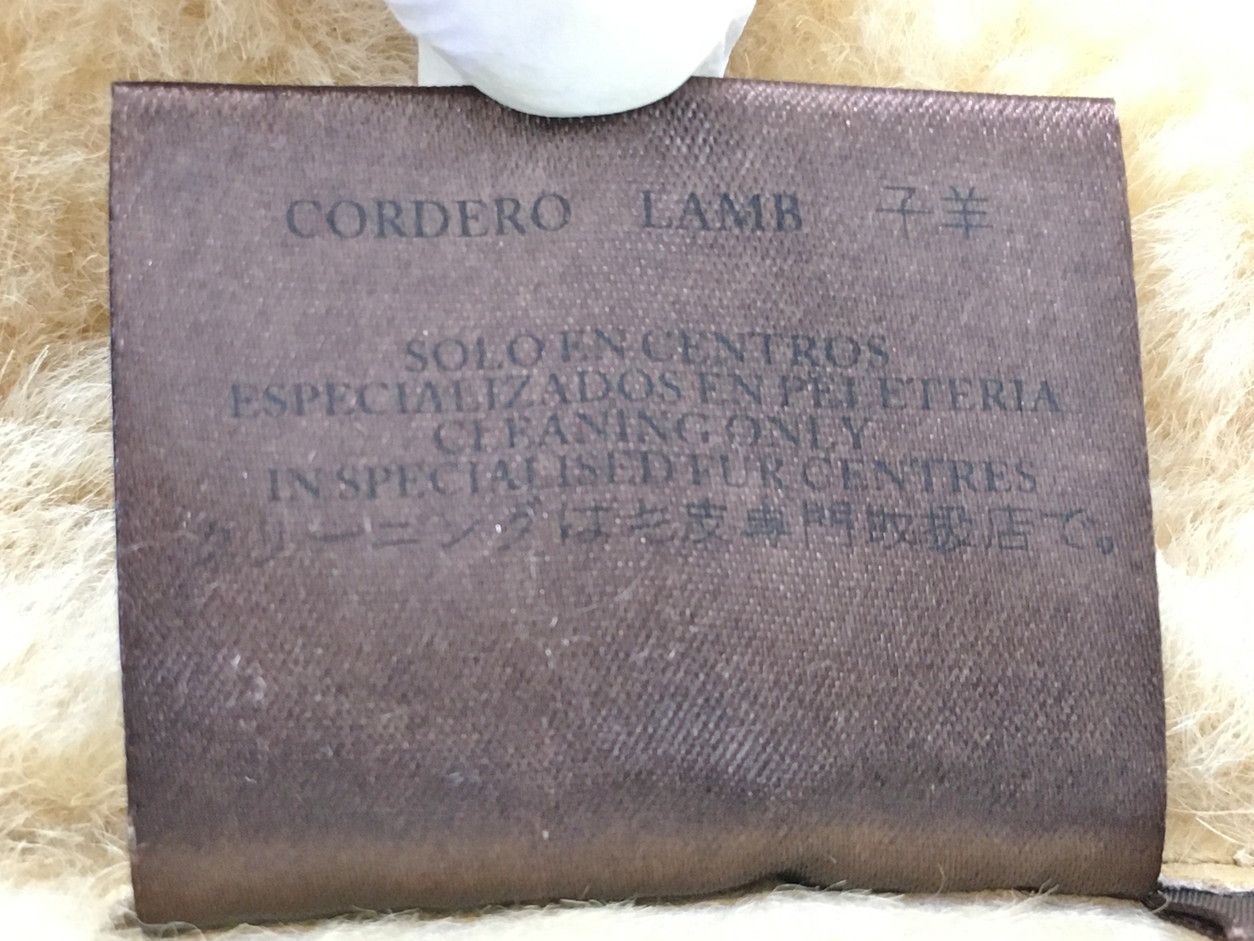 CORDERO LAMB 子羊
SOLO EN CENTROS
ESPECIALIZADOS EN PELETERIA
CLEANING ONLY
IN SPECIALISED FUR CENTRES
クリーニングは毛皮専門取扱店で。